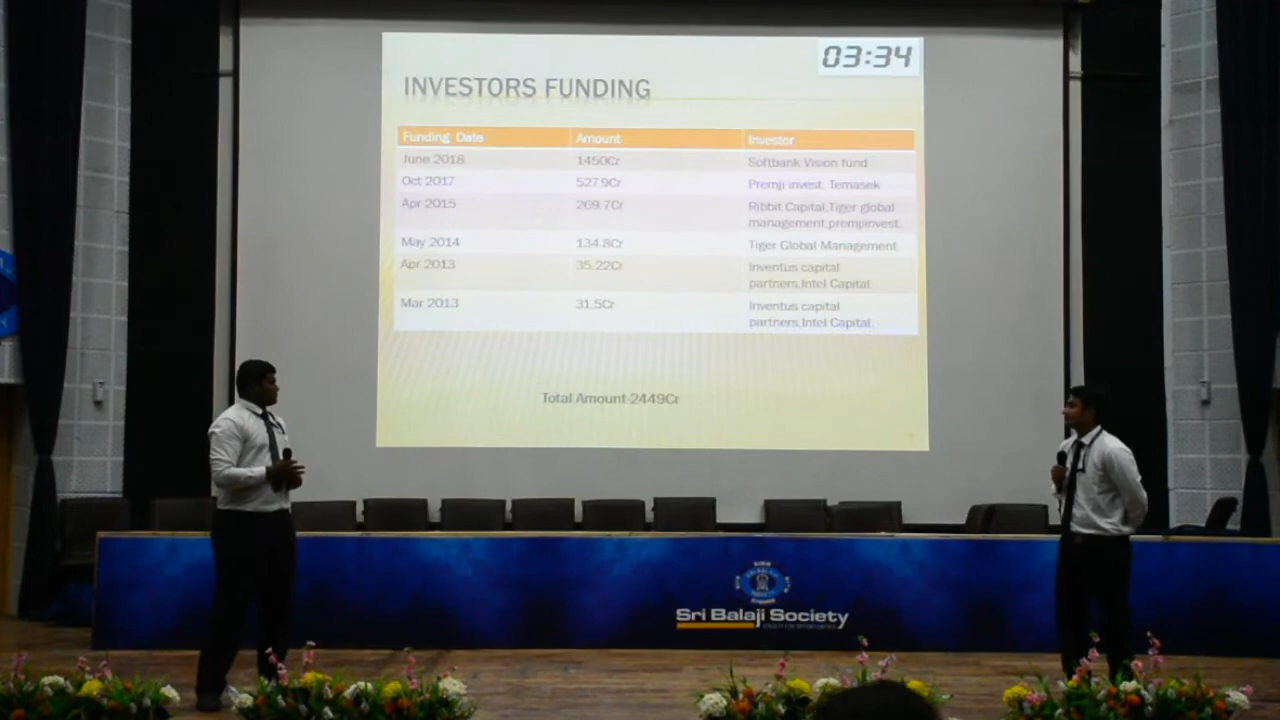 03:34
INVESTORS FUNDING
Funding Date Amount Investor
June 2018 1450Cr Softbank Vision fund
Oct 2017 527.9Cr Premji invest, Temasek
Apr 2015 269.7Cr Ribbit Capital,Tiger global
management,premjiinvest.
May 2014 134.8Cr Tiger Global Management
Apr 2013 35.22Cr Inventus capital
partners,Intel Capital.
Mar 2013 31.5Cr Inventus capital
partners,Intel Capital.
Total Amount-2449Cr
Sri Balaji Society